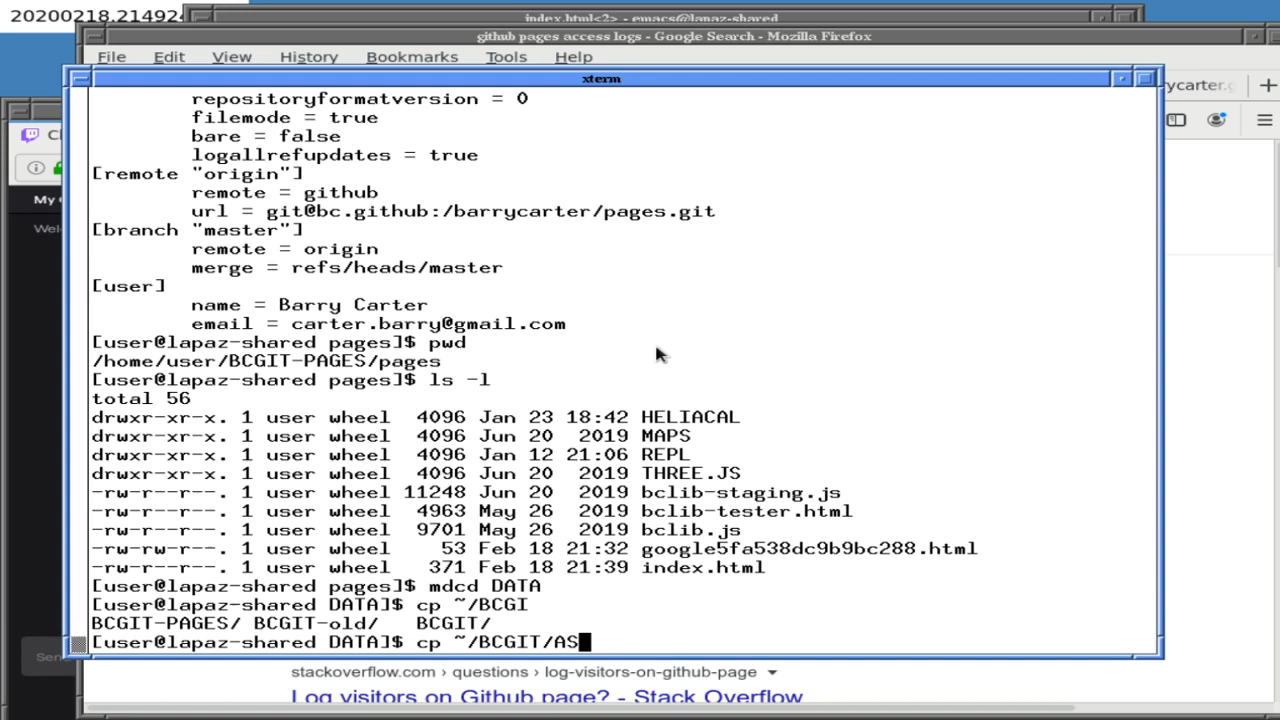 20200218.21492
index.html<2> - emacs@lapaz-shared
github pages access logs - Google Search - Mozilla Firefox
File Edit View History Bookmarks Tools Help
xterm
repositoryformatversion = 0
filemode = true
bare = false
logallrefupdates = true
[remote "origin"]
remote = github
url = git@bc.github:/barrycarter/pages.git
[branch "master"]
remote = origin
merge = refs/heads/master
[user]
name = Barry Carter
email = carter.barry@gmail.com
[user@lapaz-shared pages]$ pwd
/home/user/BCGIT-PAGES/pages
[user@lapaz-shared pages]$ ls -l
total 56
drwxr-xr-x. 1 user wheel 4096 Jan 23 18:42 HELIACAL
drwxr-xr-x. 1 user wheel 4096 Jun 20 2019 MAPS
drwxr-xr-x. 1 user wheel 4096 Jan 12 21:06 REPL
drwxr-xr-x. 1 user wheel 4096 Jun 20 2019 THREE.JS
-rw-r--r--. 1 user wheel 11248 Jun 20 2019 bclib-staging.js
-rw-r--r--. 1 user wheel 4963 May 26 2019 bclib-tester.html
-rw-r--r--. 1 user wheel 9701 May 26 2019 bclib.js
-rw-rw-r--. 1 user wheel 53 Feb 18 21:32 google5fa538dc9b9bc288.html
-rw-r--r--. 1 user wheel 371 Feb 18 21:39 index.html
[user@lapaz-shared pages]$ mdcd DATA
[user@lapaz-shared DATA]$ cp ~/BCGI
BCGIT-PAGES/ BCGIT-old/ BCGIT/
[user@lapaz-shared DATA]$ cp ~/BCGIT/AS
stackoverflow.com › questions › log-visitors-on-github-page
Log visitors on Github page? - Stack Overflow
My
Wel
Sen